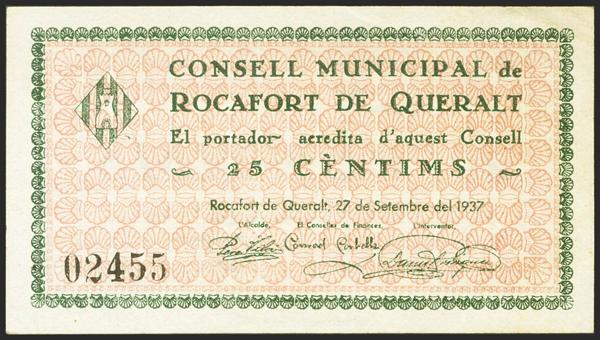 CONSELL MUNICIPAL de
ROCAFORT DE QUERALT
El portador acredita d'aquest Consell
25 CÈNTIMS
Rocafort de Queralt, 27 de Setembre del 1937
L'Alcalde, El Conseller de Finances, L'Interventor,
02455